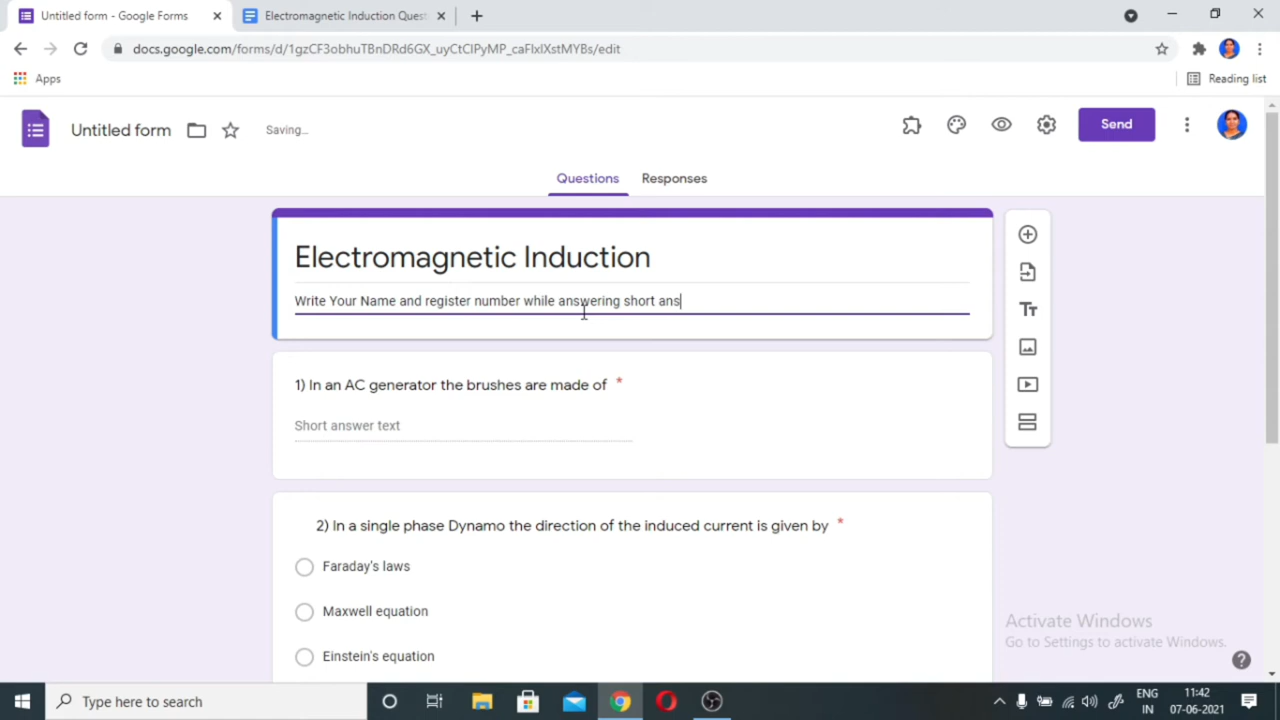 Untitled form - Google Forms
Electromagnetic Induction Quest
docs.google.com/forms/d/1gzCF3obhuTBnDRd6GX_uyCtCIPyMP_caFlxlXstMYBs/edit
Apps
Reading list
Untitled form
Saving...
Send
Questions
Responses
Electromagnetic Induction
Write Your Name and register number while answering short ans
1) In an AC generator the brushes are made of *
Short answer text
2) In a single phase Dynamo the direction of the induced current is given by *
Faraday's laws
Maxwell equation
Einstein's equation
Activate Windows
Go to Settings to activate Windows.
Type here to search
ENG
IN
11:42
07-06-2021